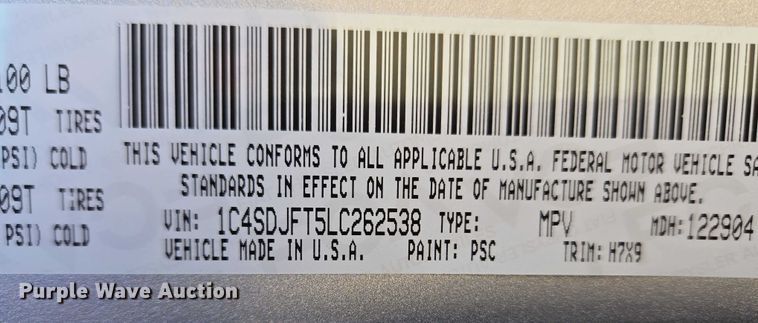 .00 LB
09T TIRES
PSI) COLD
09T TIRES
PSI) COLD
THIS VEHICLE CONFORMS TO ALL APPLICABLE U.S.A. FEDERAL MOTOR VEHICLE SA
STANDARDS IN EFFECT ON THE DATE OF MANUFACTURE SHOWN ABOVE.
VIN: 1C4SDJFT5LC262538 TYPE: MPV MDH: 122904
VEHICLE MADE IN U.S.A. PAINT: PSC TRIM: H7X9
Purple Wave Auction